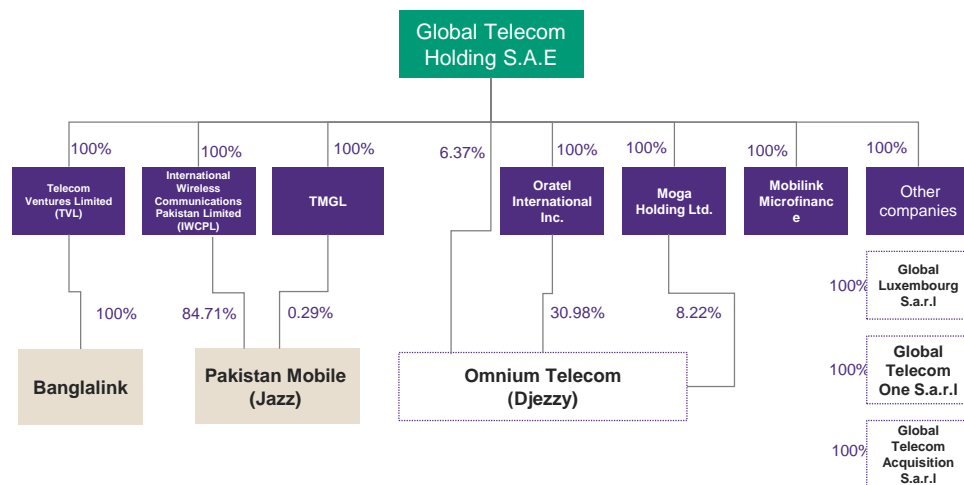 Global Telecom
Holding S.A.E
100%
100%
100%
6.37%
100%
100%
100%
100%
Telecom
Ventures Limited
(TVL)
International
Wireless
Communications
Pakistan Limited
(IWCPL)
TMGL
Oratel
International
Inc.
Moga
Holding Ltd.
Mobilink
Microfinanc
e
Other
companies
100%
84.71%
0.29%
30.98%
8.22%
Banglalink
Pakistan Mobile
(Jazz)
Omnium Telecom
(Djezzy)
100%
Global
Luxembourg
S.a.r.l
100%
Global
Telecom
One S.a.r.l
100%
Global
Telecom
Acquisition
S.a.r.l